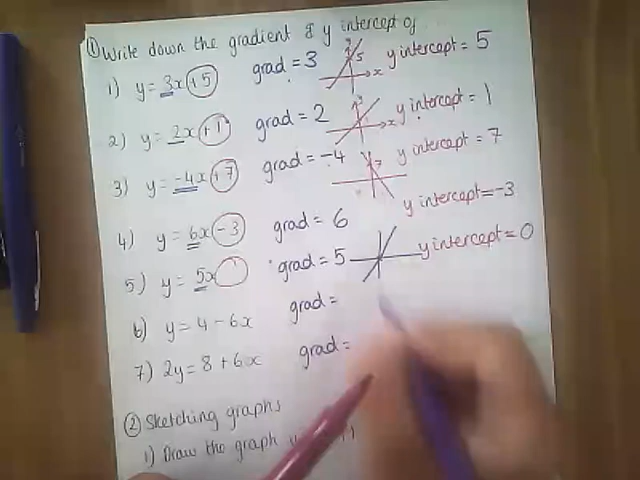 ① Write down the gradient & y intercept of
1) y = 3x + 5 grad = 3 5 x y intercept = 5
2) y = 2x + 1 grad = 2 x y intercept = 1
3) y = -4x + 7 grad = -4 7 y intercept = 7
4) y = 6x - 3 grad = 6 y intercept = -3
5) y = 5x grad = 5 y intercept = 0
6) y = 4 - 6x grad =
7) 2y = 8 + 6x grad =
② Sketching graphs
1) Draw the graph